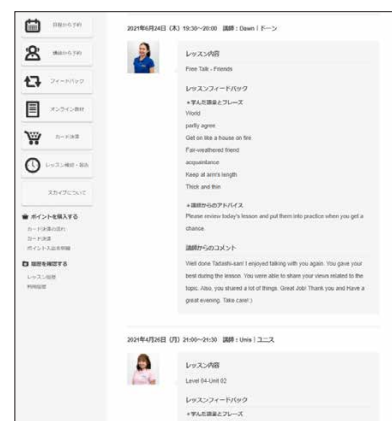 日程から予約
講師から予約
フィードバック
オンライン教材
カード決済
レッスン確認・取消
スカイプについて
ポイントを購入する
カード決済の流れ
カード決済
ポイント入出金明細
履歴を確認する
レッスン履歴
利用履歴
2021年6月24日 (木) 19:30~20:00 講師:Dawn | ドーン
レッスン内容
Free Talk - Friends
レッスンフィードバック
+学んだ語彙とフレーズ
World
partly agree
Get on like a house on fire
Fair-weathered friend
acquaintance
Keep at arm's length
Thick and thin
+講師からのアドバイス
Please review today's lesson and put them into practice when you get a
chance.
講師からのコメント
Well done Tadashi-san! I enjoyed talking with you again. You gave your
best during the lesson. You were able to share your views related to the
topic. Also, you shared a lot of things. Great Job! Thank you and Have a
great evening. Take care! :)
2021年4月26日 (月) 21:00~21:30 講師:Unis | ユニス
レッスン内容
Level 04-Unit 02
レッスンフィードバック
+学んだ語彙とフレーズ